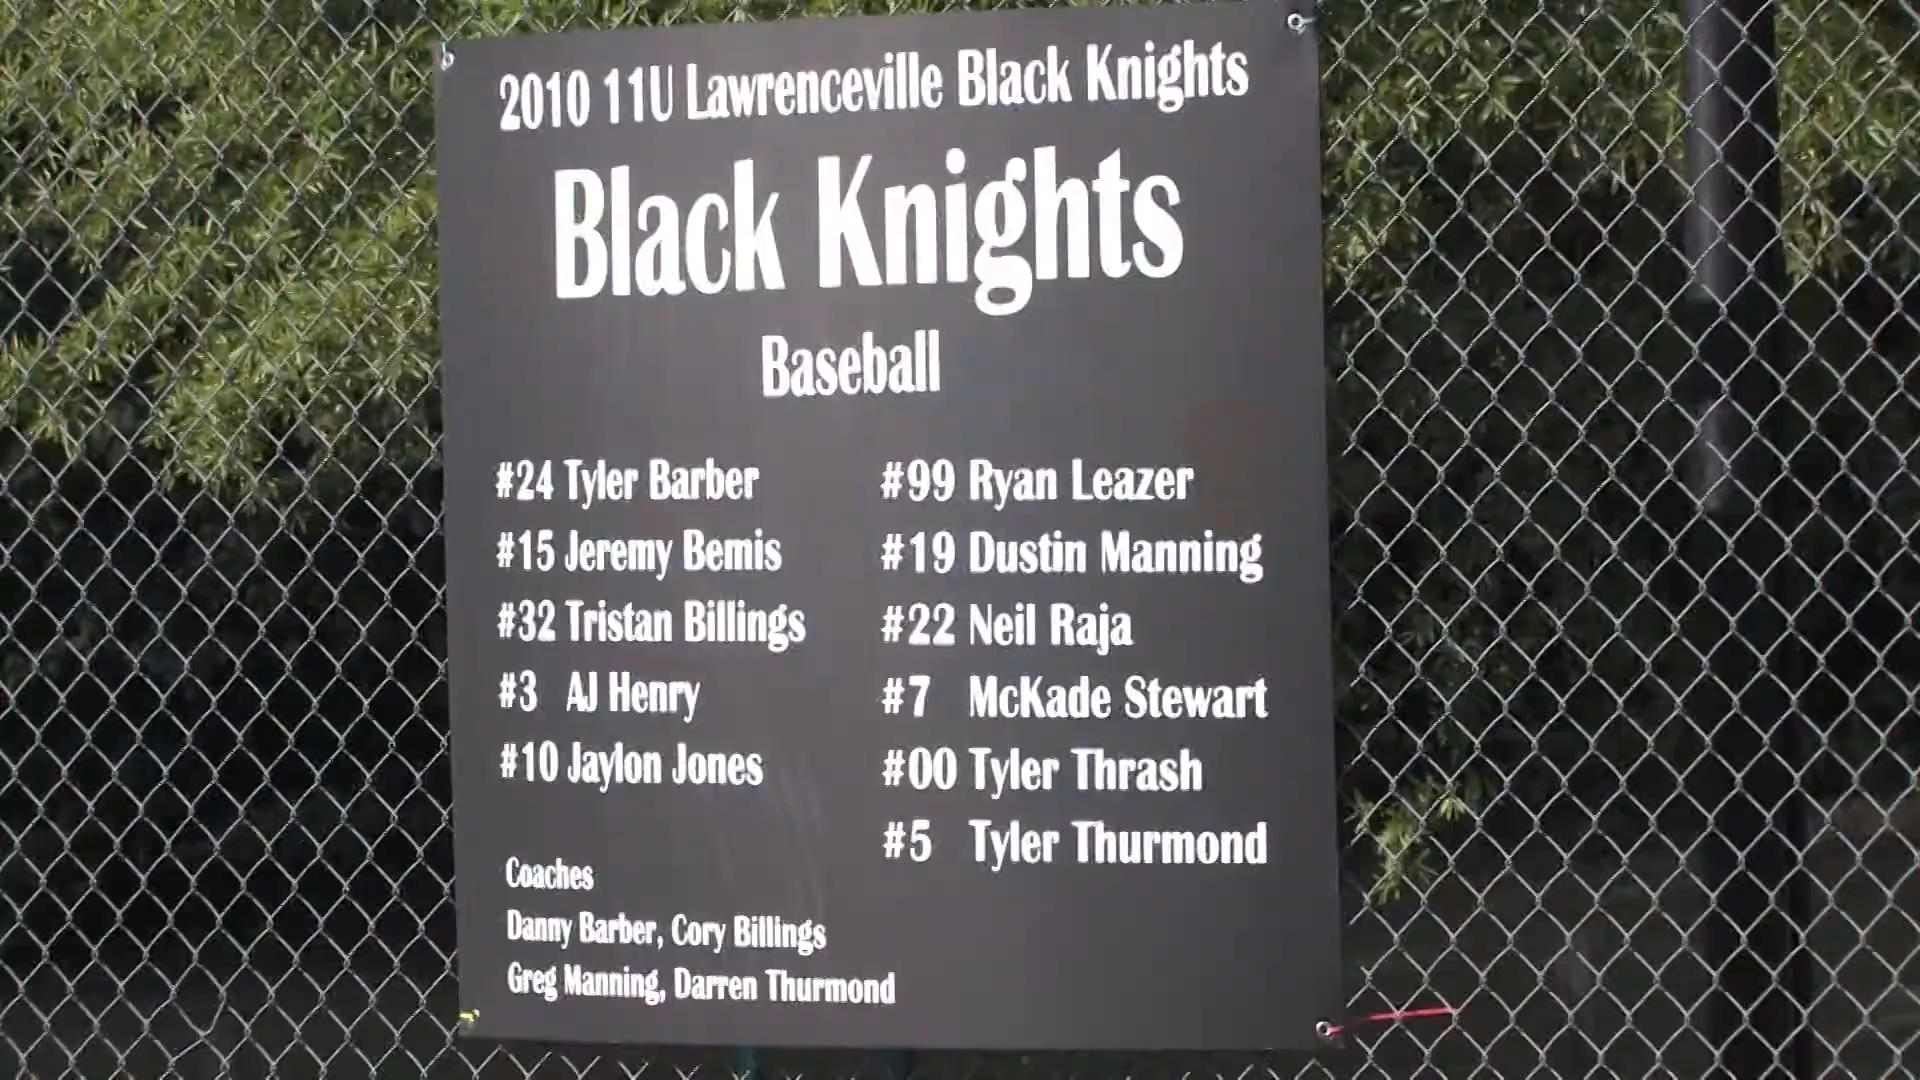 2010 11U Lawrenceville Black Knights
Black Knights
Baseball
#24 Tyler Barber
#15 Jeremy Bemis
#32 Tristan Billings
#3 AJ Henry
#10 Jaylon Jones
#99 Ryan Leazer
#19 Dustin Manning
#22 Neil Raja
#7 McKade Stewart
#00 Tyler Thrash
#5 Tyler Thurmond
Coaches
Danny Barber, Cory Billings
Greg Manning, Darren Thurmond